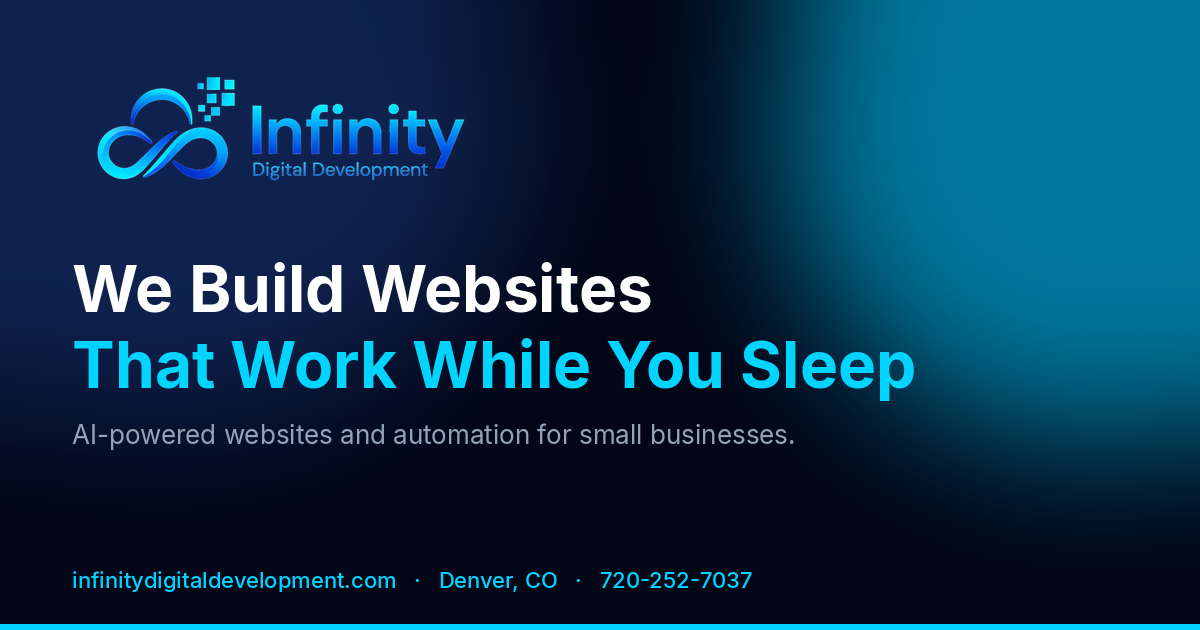 Infinity
Digital Development
We Build Websites
That Work While You Sleep
AI-powered websites and automation for small businesses.
infinitydigitaldevelopment.com · Denver, CO · 720-252-7037